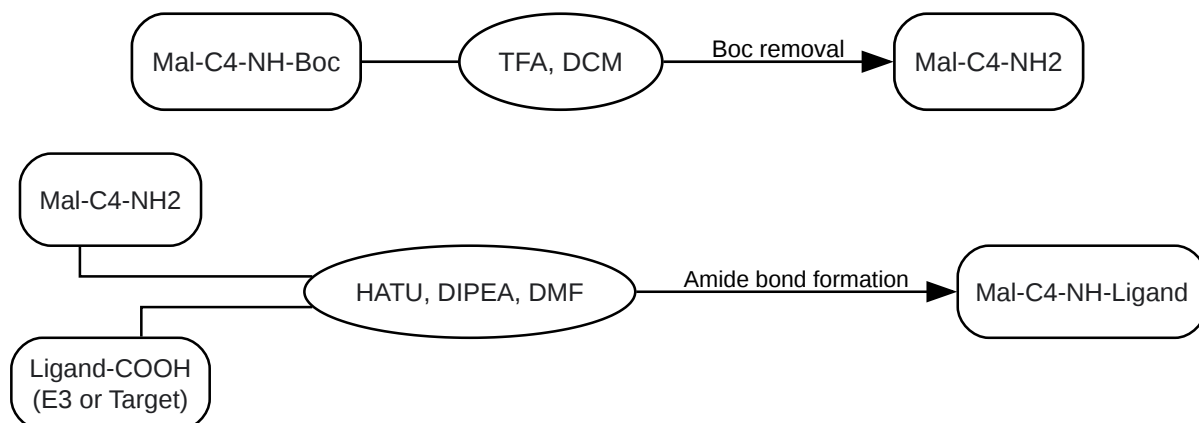 Mal-C4-NH-Boc
TFA, DCM
Boc removal
Mal-C4-NH2
Mal-C4-NH2
HATU, DIPEA, DMF
Amide bond formation
Mal-C4-NH-Ligand
Ligand-COOH
(E3 or Target)